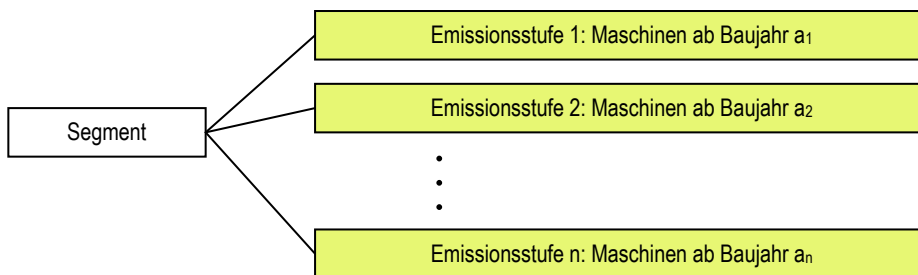 Emissionsstufe 1: Maschinen ab Baujahr a₁
Emissionsstufe 2: Maschinen ab Baujahr a₂
Segment
Emissionsstufe n: Maschinen ab Baujahr aₙ